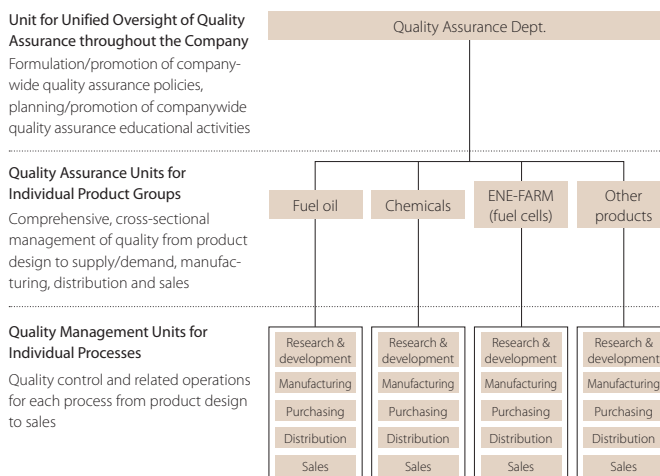 Unit for Unified Oversight of Quality
Assurance throughout the Company
Formulation/promotion of company-
wide quality assurance policies,
planning/promotion of companywide
quality assurance educational activities
Quality Assurance Dept.
Quality Assurance Units for
Individual Product Groups
Comprehensive, cross-sectional
management of quality from product
design to supply/demand, manufac-
turing, distribution and sales
Fuel oil
Chemicals
ENE-FARM
(fuel cells)
Other
products
Quality Management Units for
Individual Processes
Quality control and related operations
for each process from product design
to sales
Research &
development
Manufacturing
Purchasing
Distribution
Sales
Research &
development
Manufacturing
Purchasing
Distribution
Sales
Research &
development
Manufacturing
Purchasing
Distribution
Sales
Research &
development
Manufacturing
Purchasing
Distribution
Sales